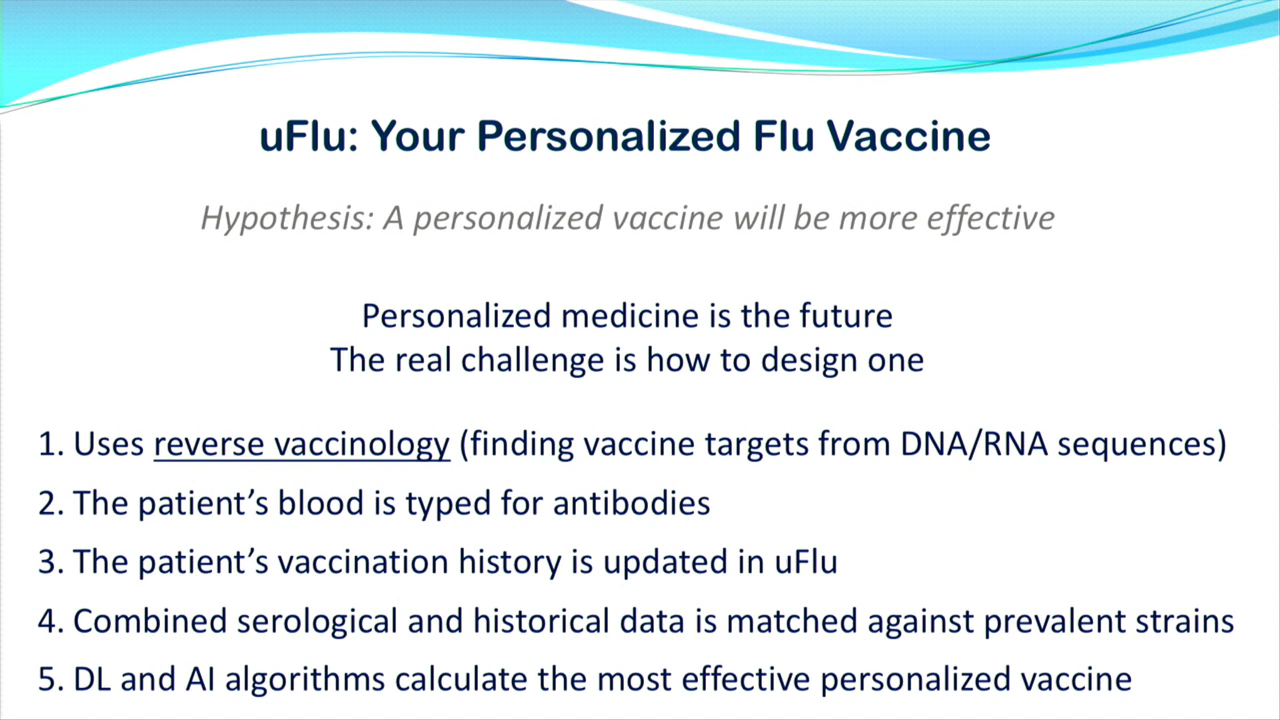 uFlu: Your Personalized Flu Vaccine
Hypothesis: A personalized vaccine will be more effective
Personalized medicine is the future
The real challenge is how to design one
1. Uses reverse vaccinology (finding vaccine targets from DNA/RNA sequences)
2. The patient’s blood is typed for antibodies
3. The patient’s vaccination history is updated in uFlu
4. Combined serological and historical data is matched against prevalent strains
5. DL and AI algorithms calculate the most effective personalized vaccine